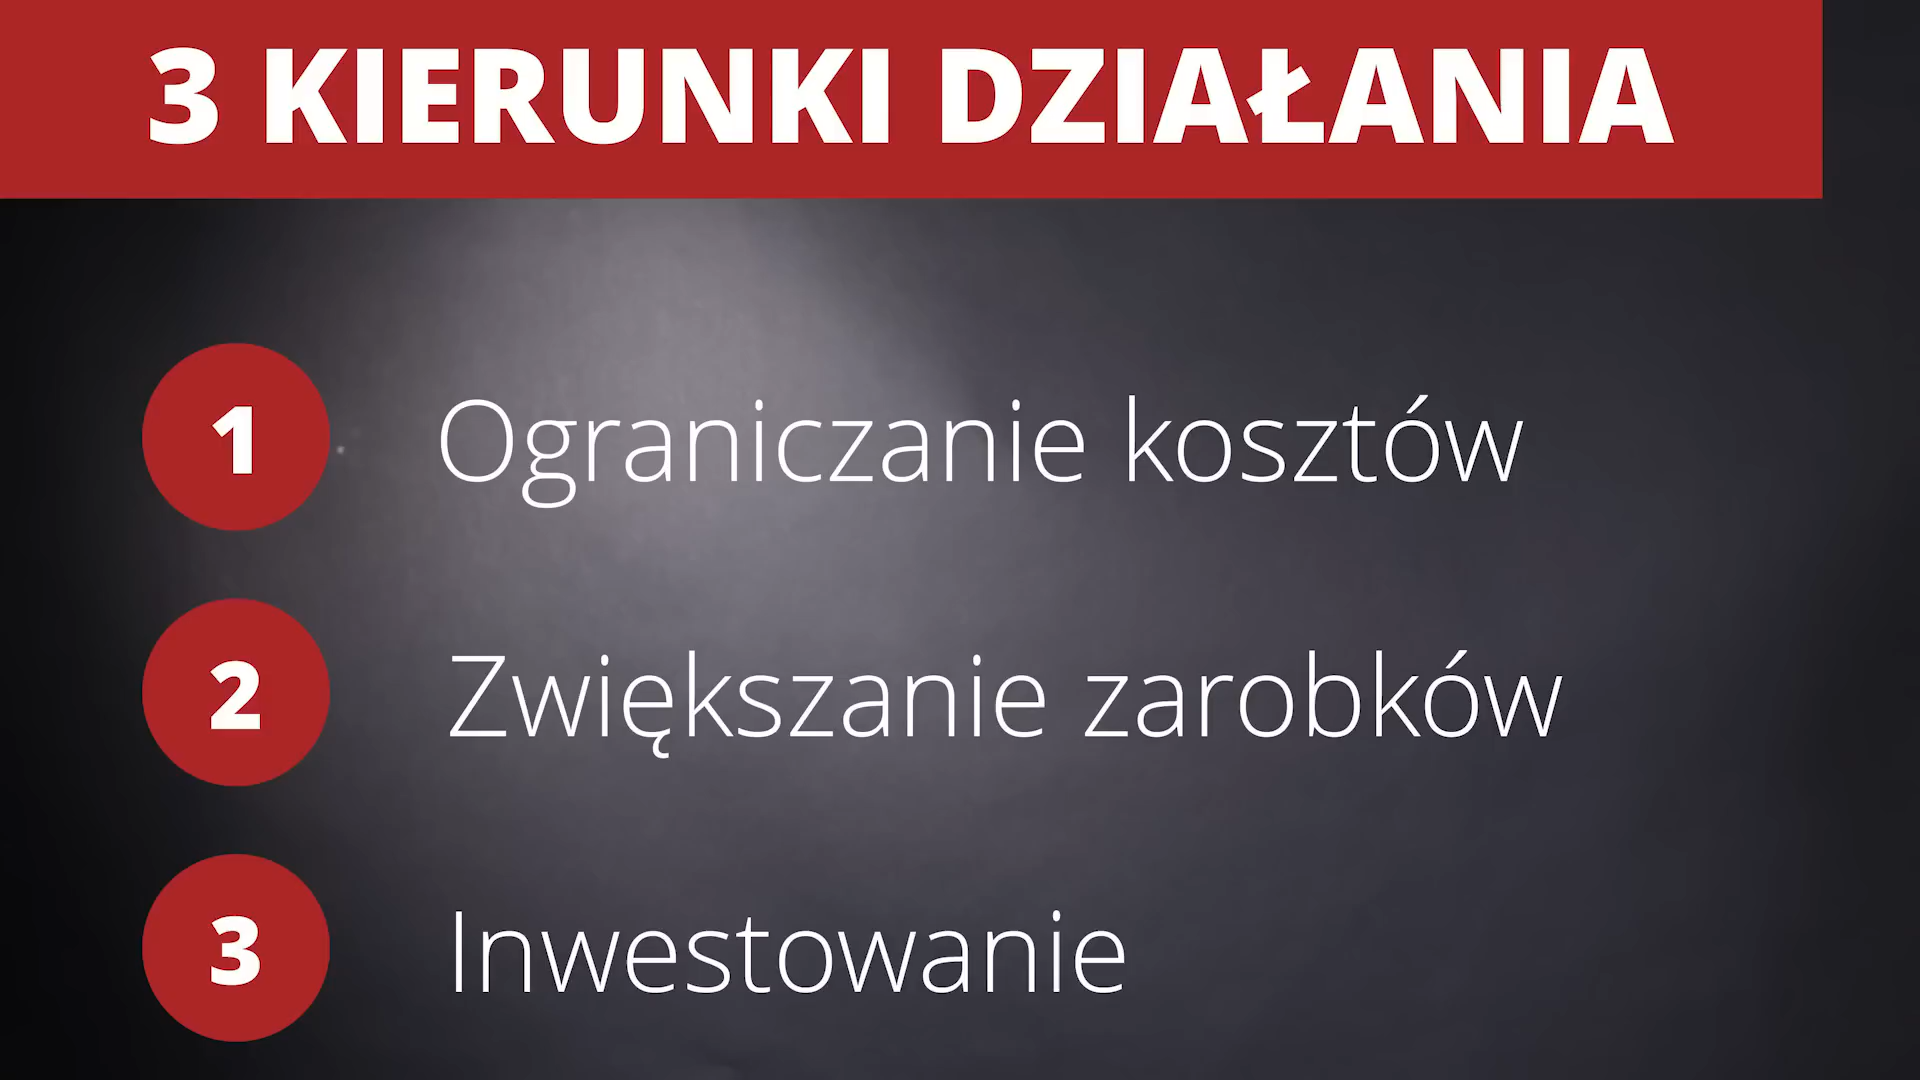 3 KIERUNKI DZIAŁANIA
1 Ograniczanie kosztów
2 Zwiększanie zarobków
3 Inwestowanie